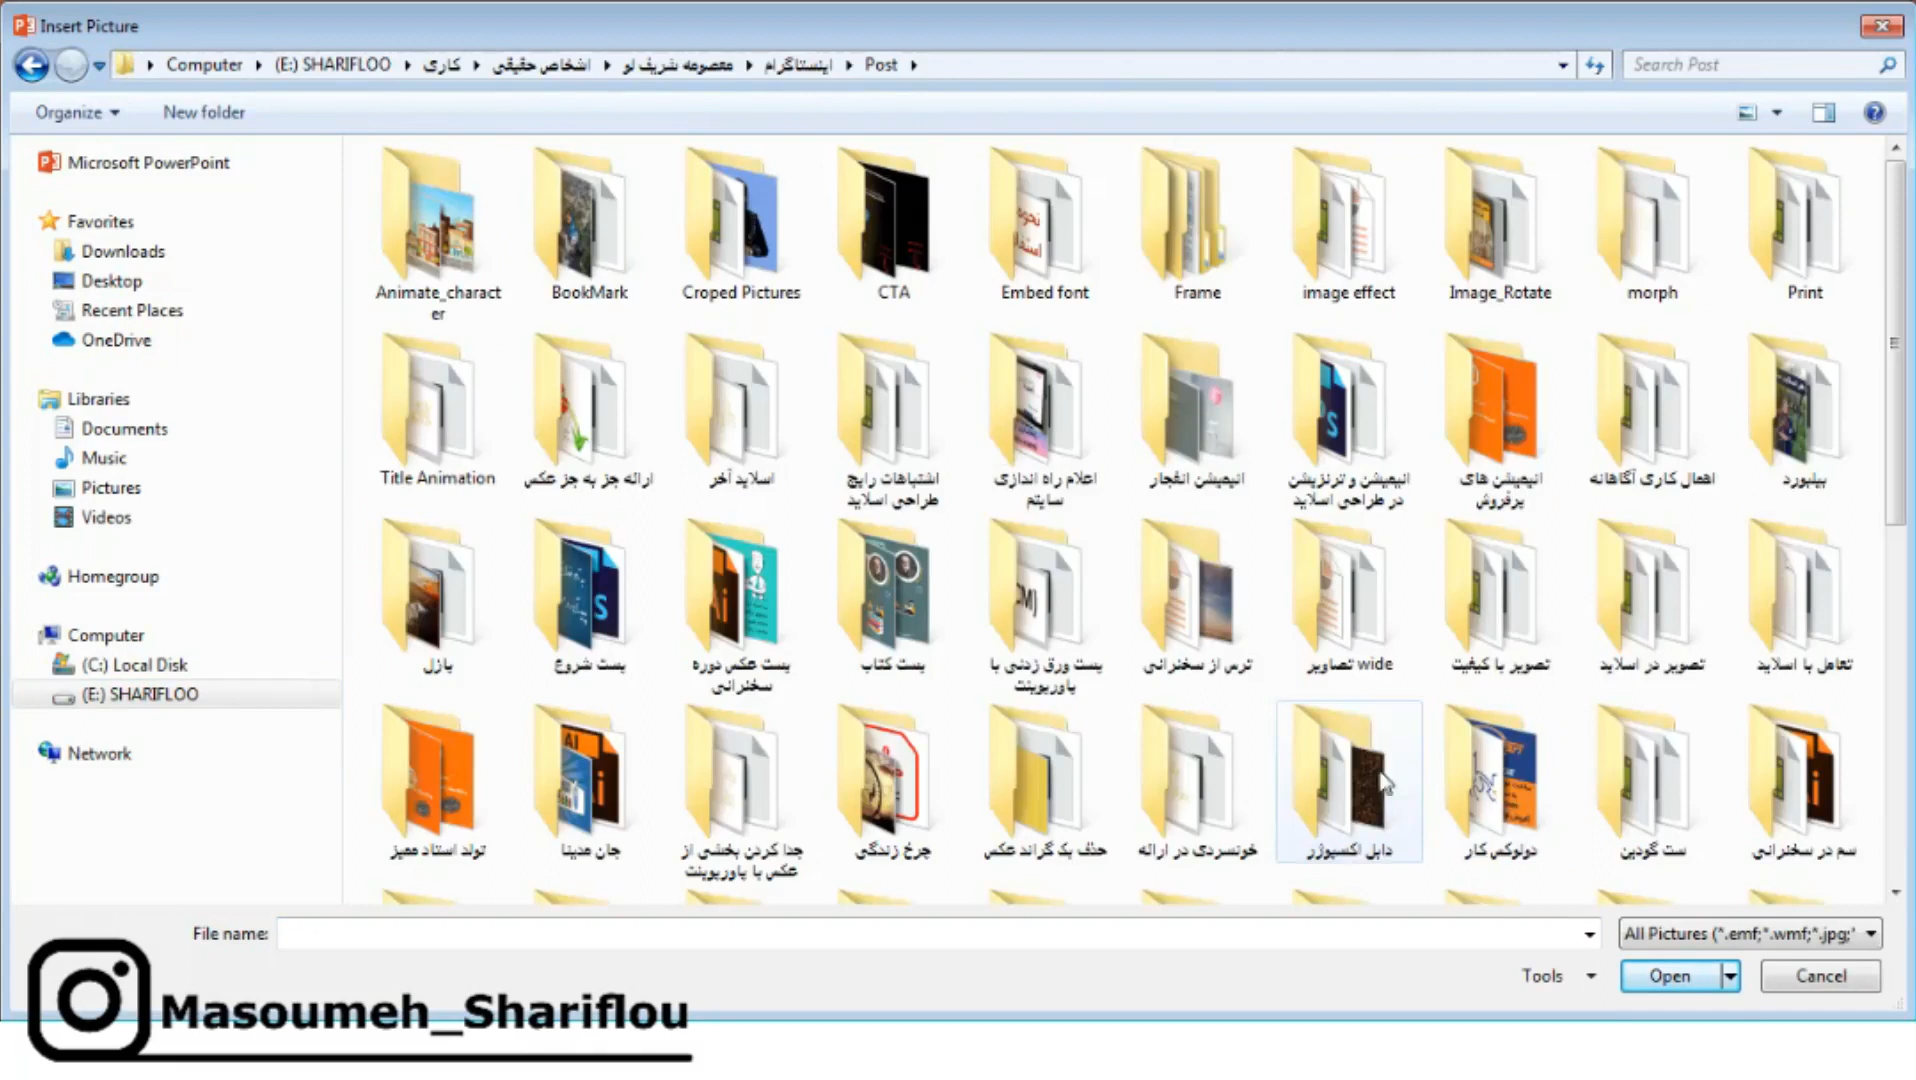 Insert Picture
Computer (E:) SHARIFLOO کاری اشخاص حقیقی معصومه شریف لو اینستاگرام Post
Search Post
Organize New folder
Microsoft PowerPoint
Favorites
Downloads
Desktop
Recent Places
OneDrive
Libraries
Documents
Music
Pictures
Videos
Homegroup
Computer
(C:) Local Disk
(E:) SHARIFLOO
Network
Animate_charact
er
BookMark
Croped Pictures
CTA
Embed font
Frame
image effect
Image_Rotate
morph
Print
Title Animation
ارائه جز به جز عکس
اسلاید آخر
اشتباهات رایج
طراحی اسلاید
اعلام راه اندازی
سایتم
انیمیشن انفجار
انیمیشن و ترنزیشن
در طراحی اسلاید
انیمیشن های
پرفروش
اهمال کاری آگاهانه
بیلبورد
پازل
پست شروع
پست عکس دوره
سخنرانی
پست کتاب
پست ورق زدنی با
پاورپوینت
ترس از سخنرانی
تصاویر wide
تصویر با کیفیت
تصویر در اسلاید
تعامل با اسلاید
تولد استاد ممیز
جان مدینا
جدا کردن بخشی از
عکس با پاورپوینت
چرخ زندگی
حذف بک گراند عکس
خونسردی در ارائه
دابل اکسپوژر
دولوکس کار
ست گودین
سم در سخنرانی
نحوه
File name:
All Pictures (*.emf;*.wmf;*.jpg;*
Tools Open Cancel
Masoumeh_Shariflou